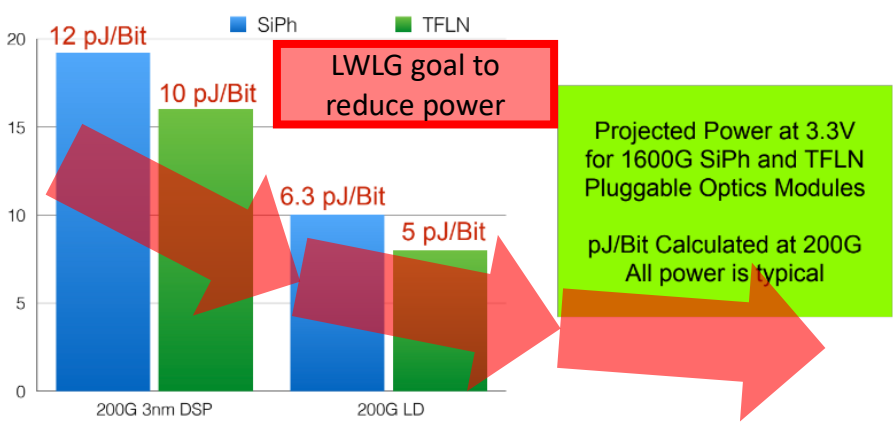 SiPh
TFLN
20
15
10
5
0
12 pJ/Bit
10 pJ/Bit
6.3 pJ/Bit
5 pJ/Bit
200G 3nm DSP
200G LD
LWLG goal to
reduce power
Projected Power at 3.3V
for 1600G SiPh and TFLN
Pluggable Optics Modules
pJ/Bit Calculated at 200G
All power is typical